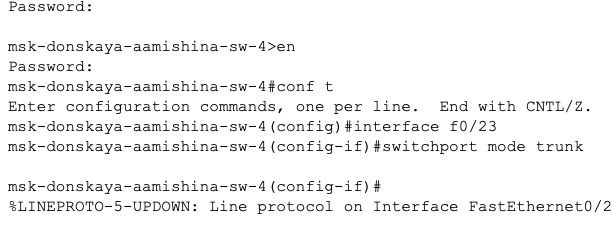 Password:
msk-donskaya-aamishina-sw-4>en
Password:
msk-donskaya-aamishina-sw-4#conf t
Enter configuration commands, one per line.  End with CNTL/Z.
msk-donskaya-aamishina-sw-4(config)#interface f0/23
msk-donskaya-aamishina-sw-4(config-if)#switchport mode trunk
msk-donskaya-aamishina-sw-4(config-if)#
%LINEPROTO-5-UPDOWN: Line protocol on Interface FastEthernet0/2